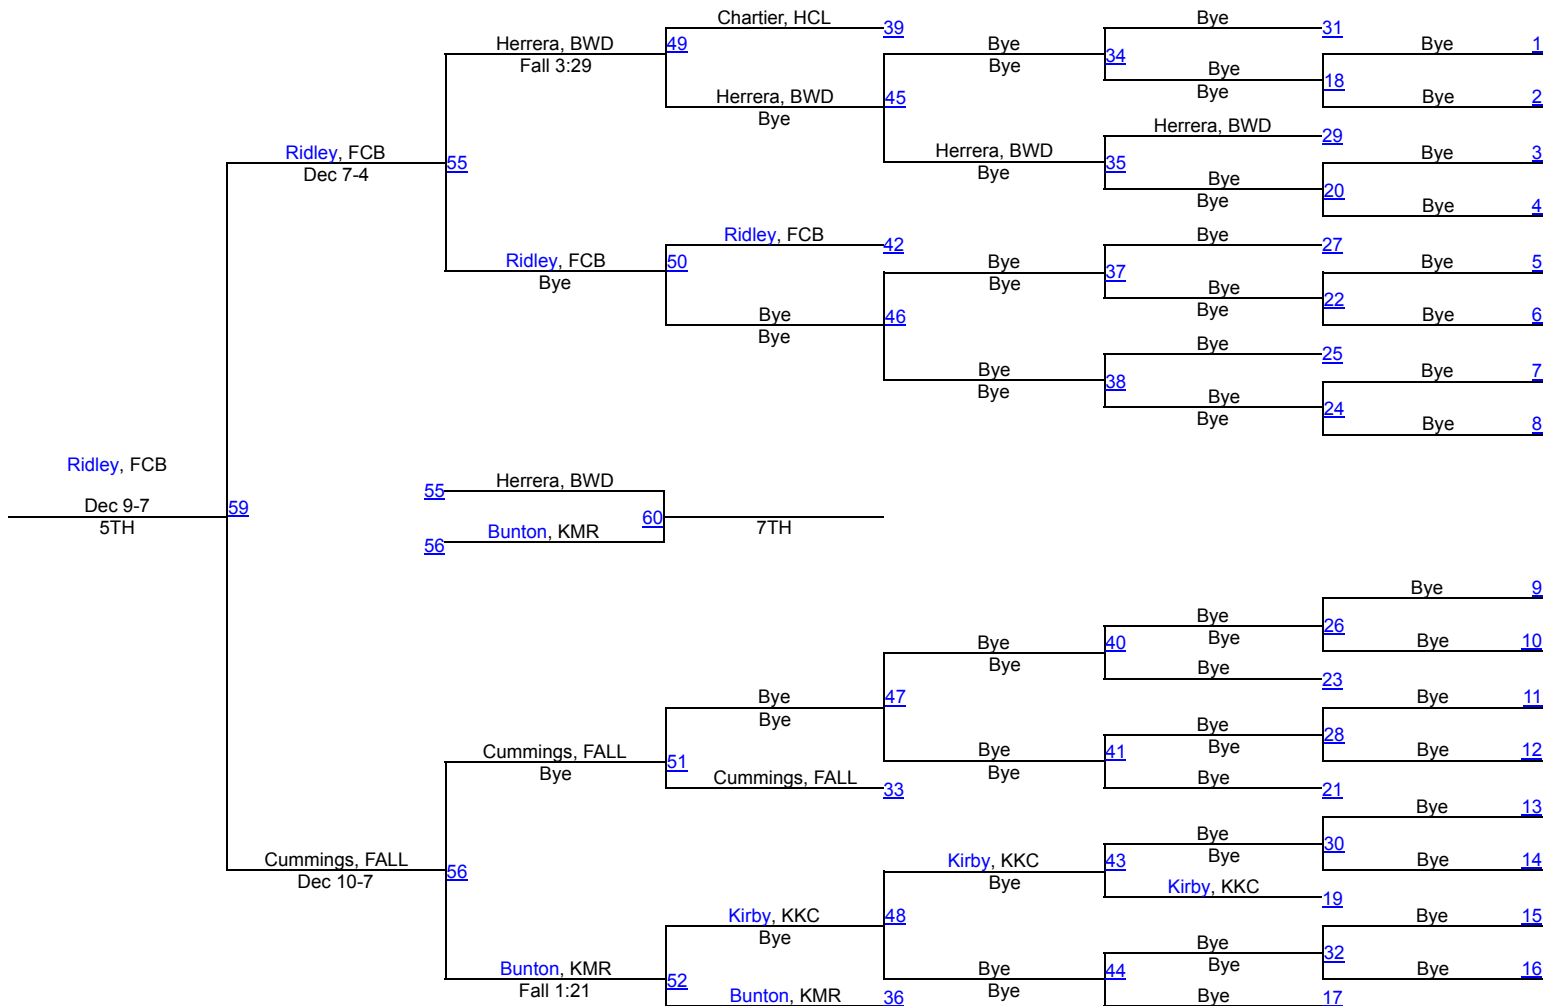 Chartier, HCL 39
Bye 31
Herrera, BWD 49
Fall 3:29
Bye
Bye 34
Bye 1
Bye
Bye 18
Herrera, BWD
Bye 45
Bye 2
Herrera, BWD 29
Ridley, FCB
Dec 7-4 55
Herrera, BWD
Bye 35
Bye 3
Bye
Bye 20
Bye 4
Ridley, FCB 42
Bye 27
Ridley, FCB
Bye 50
Bye
Bye 37
Bye 5
Bye
Bye 22
Bye
Bye 46
Bye 6
Bye 25
Bye
Bye 38
Bye 7
Bye
Bye 24
Bye 8
Ridley, FCB
Dec 9-7
5TH 59
55 Herrera, BWD
60 7TH
56 Bunton, KMR
Bye 9
Bye
Bye 26
Bye
Bye 40
Bye 10
Bye 23
Bye
Bye 47
Bye 11
Bye
Bye 28
Cummings, FALL
Bye 51
Bye
Bye 41
Bye 12
Cummings, FALL 33
Bye 21
Bye 13
Bye
Bye 30
Cummings, FALL
Dec 10-7 56
Kirby, KKC
Bye 43
Bye 14
Kirby, KKC 19
Kirby, KKC
Bye 48
Bye 15
Bye
Bye 32
Bunton, KMR
Fall 1:21 52
Bye
Bye 44
Bye 16
Bunton, KMR 36
Bye 17